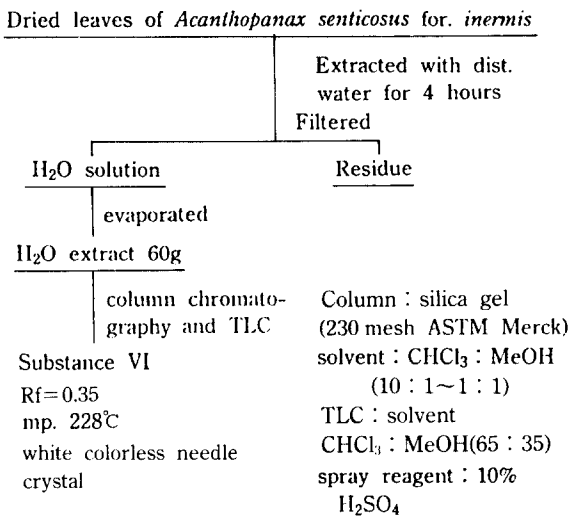 Dried leaves of Acanthopanax senticosus for. inermis
Extracted with dist.
water for 4 hours
Filtered
H₂O solution
Residue
evaporated
H₂O extract 60g
column chromato-
graphy and TLC
Substance VI
Rf=0.35
mp. 228℃
white colorless needle
crystal
Column : silica gel
(230 mesh ASTM Merck)
solvent : CHCl₃ : MeOH
(10 : 1~1 : 1)
TLC : solvent
CHCl₃ : MeOH(65 : 35)
spray reagent : 10%
H₂SO₄